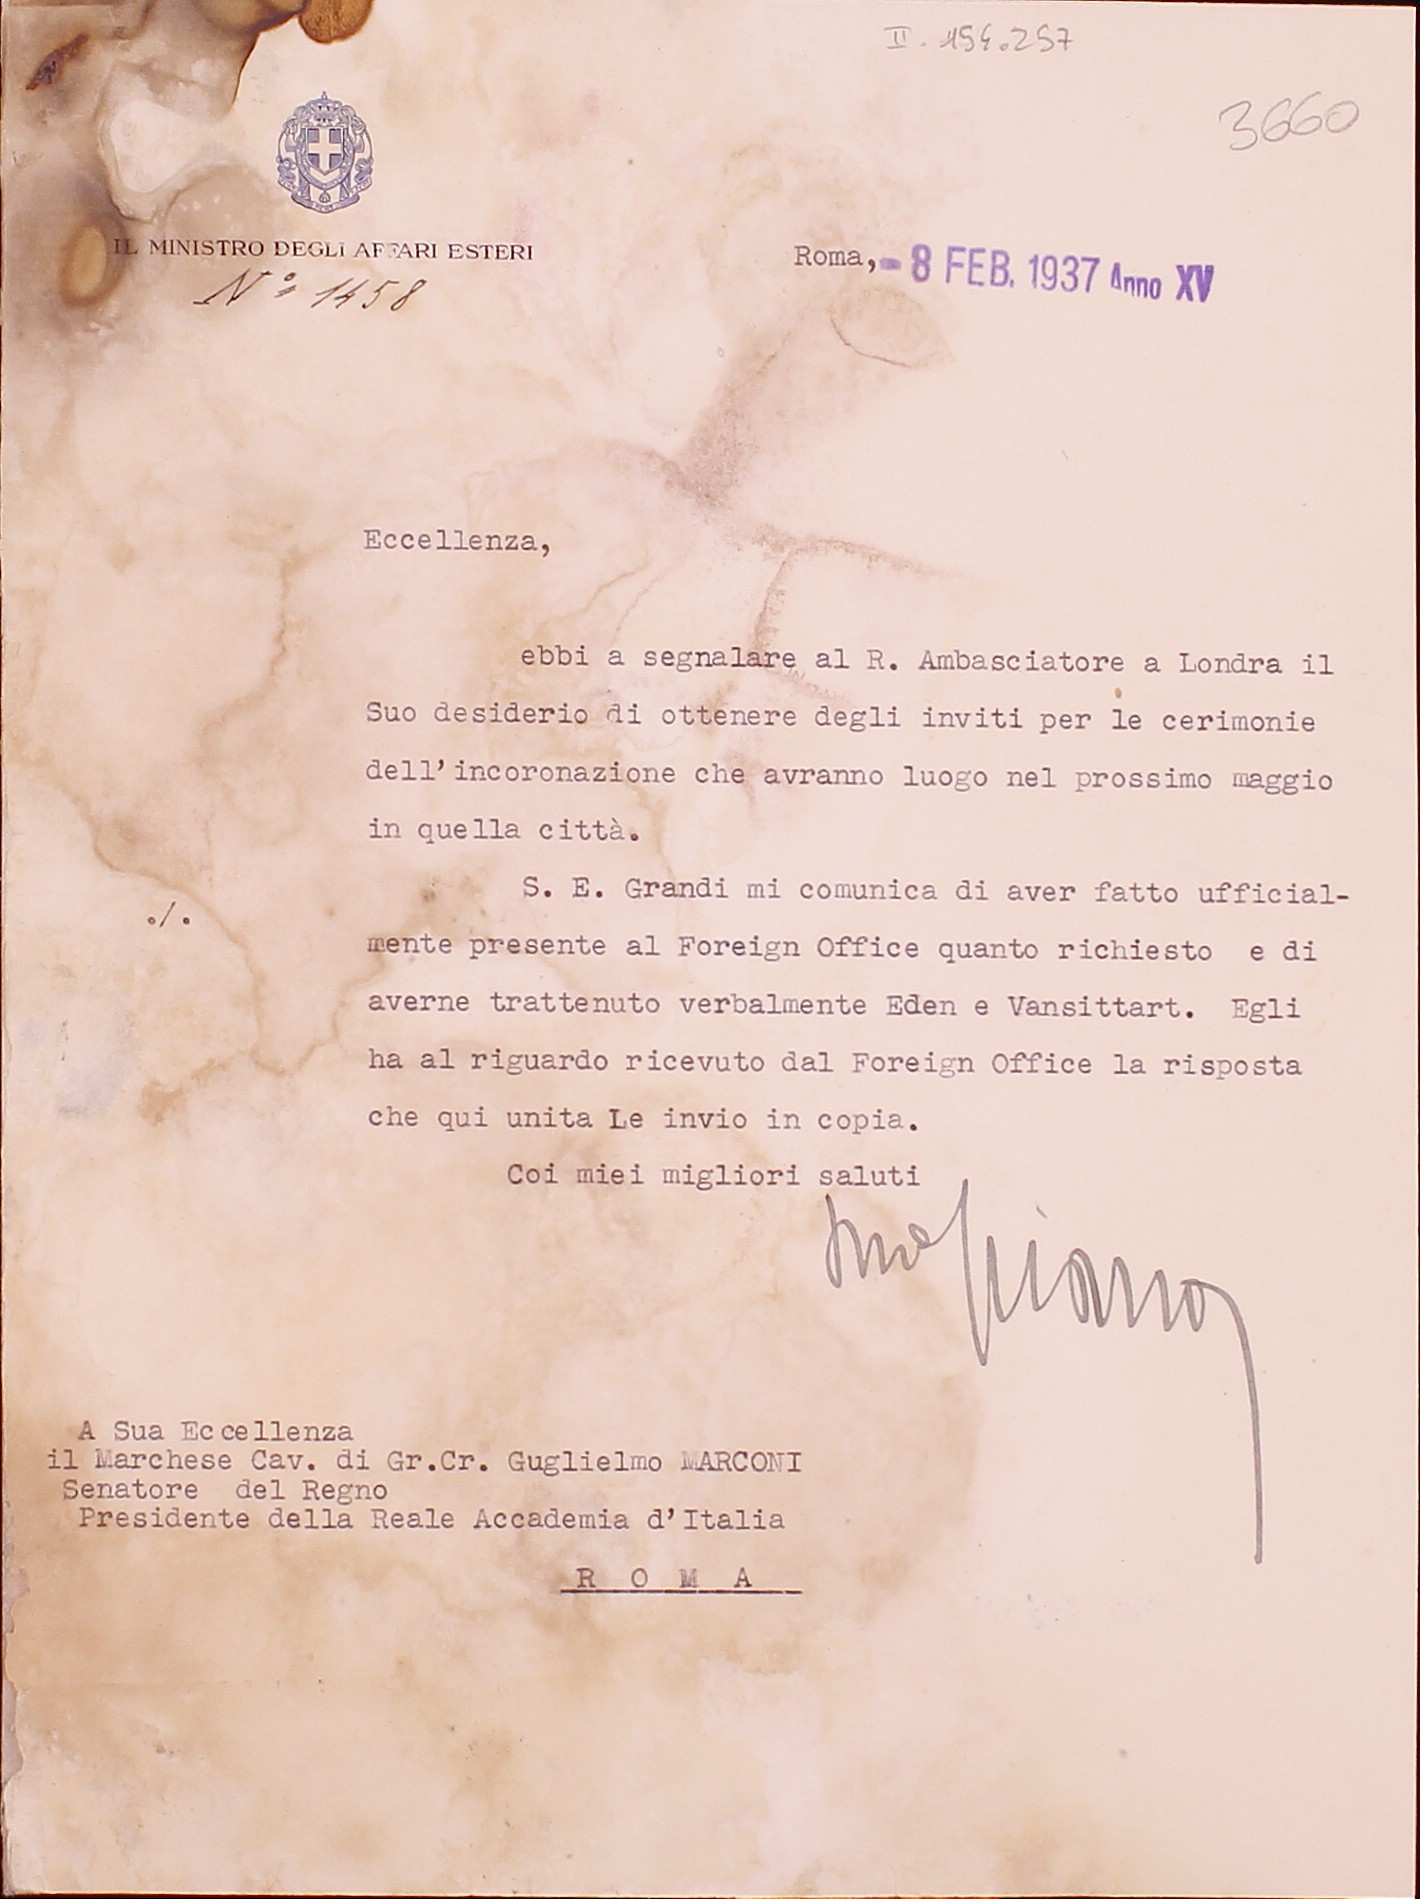 II. 154.257
3660
IL MINISTRO DEGLI AFFARI ESTERI
Nº 1458
Roma, - 8 FEB. 1937 Anno XV
Eccellenza,
ebbi a segnalare al R. Ambasciatore a Londra il
Suo desiderio di ottenere degli inviti per le cerimonie
dell'incoronazione che avranno luogo nel prossimo maggio
in quella città.
S. E. Grandi mi comunica di aver fatto ufficial-
./.
mente presente al Foreign Office quanto richiesto e di
averne trattenuto verbalmente Eden e Vansittart. Egli
ha al riguardo ricevuto dal Foreign Office la risposta
che qui unita Le invio in copia.
Coi miei migliori saluti
Suo Ciano
A Sua Eccellenza
il Marchese Cav. di Gr.Cr. Guglielmo MARCONI
Senatore del Regno
Presidente della Reale Accademia d'Italia
R O M A